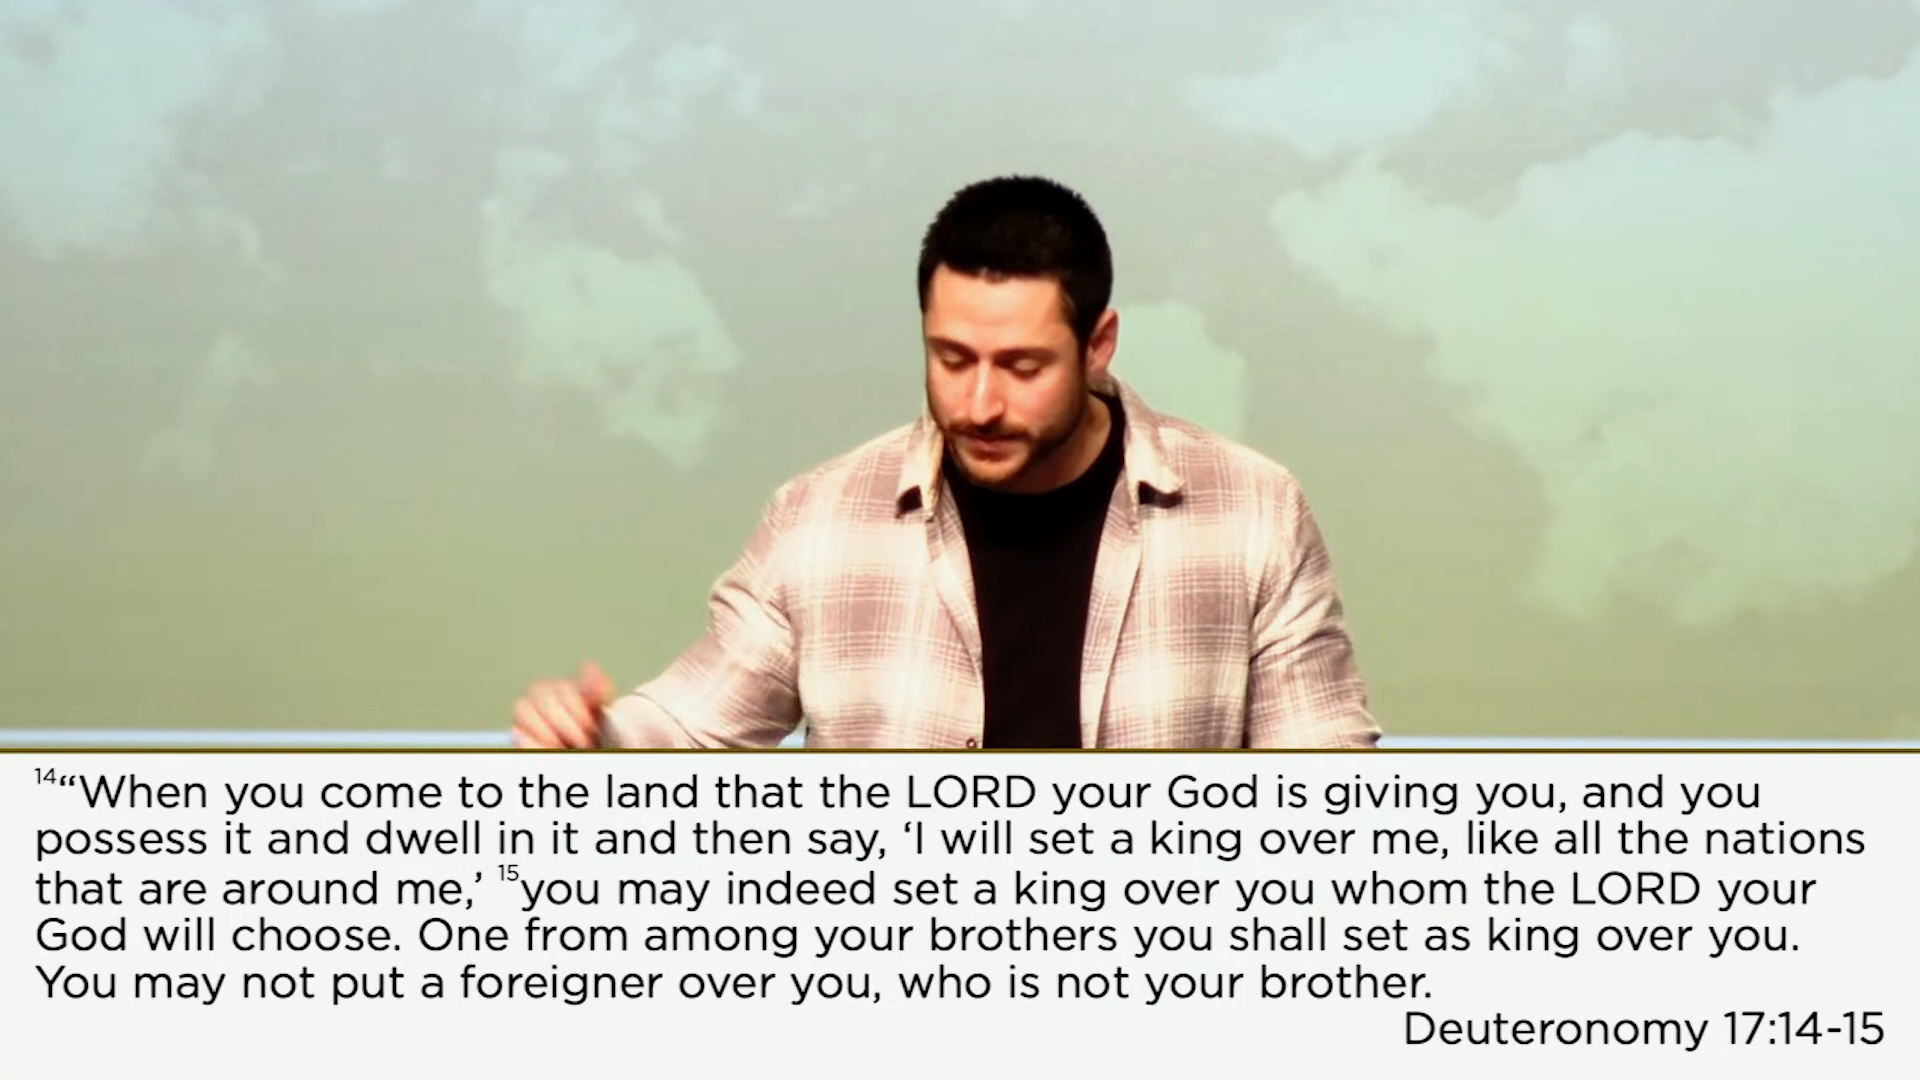 ¹⁴“When you come to the land that the LORD your God is giving you, and you
possess it and dwell in it and then say, ‘I will set a king over me, like all the nations
that are around me,’ ¹⁵you may indeed set a king over you whom the LORD your
God will choose. One from among your brothers you shall set as king over you.
You may not put a foreigner over you, who is not your brother.
Deuteronomy 17:14-15